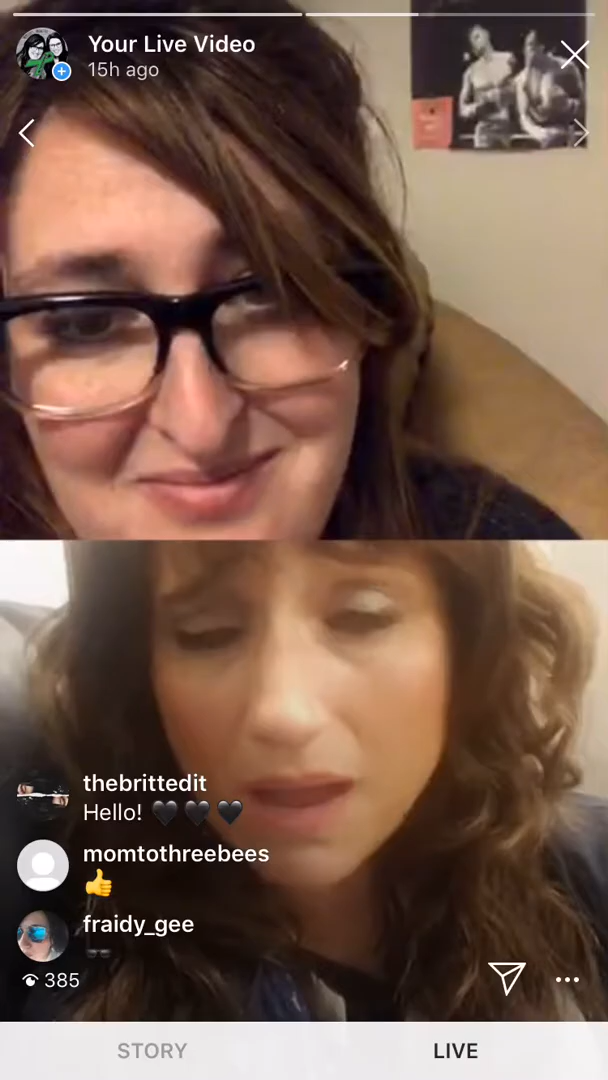 Your Live Video
15h ago
thebrittedit
Hello! 🖤🖤🖤
momtothreebees
👍
fraidy_gee
🕶
385
STORY
LIVE